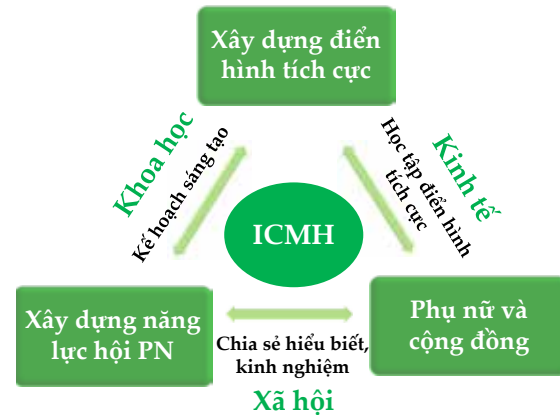 Xây dựng điển
hình tích cực
Khoa học
Kế hoạch sáng tạo
Học tập điển hình
tích cực
Kinh tế
ICMH
Xây dựng năng
lực hội PN
Chia sẻ hiểu biết,
kinh nghiệm
Xã hội
Phụ nữ và
cộng đồng